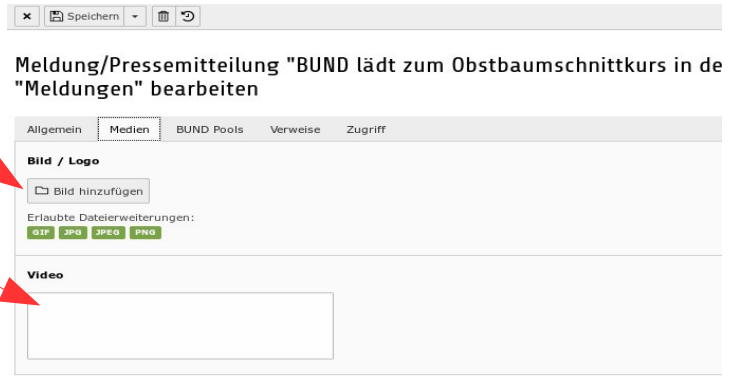 Speichern
Meldung/Pressemitteilung "BUND lädt zum Obstbaumschnittkurs in de
"Meldungen" bearbeiten
Allgemein Medien BUND Pools Verweise Zugriff
Bild / Logo
Bild hinzufügen
Erlaubte Dateierweiterungen:
GIF JPG JPEG PNG
Video